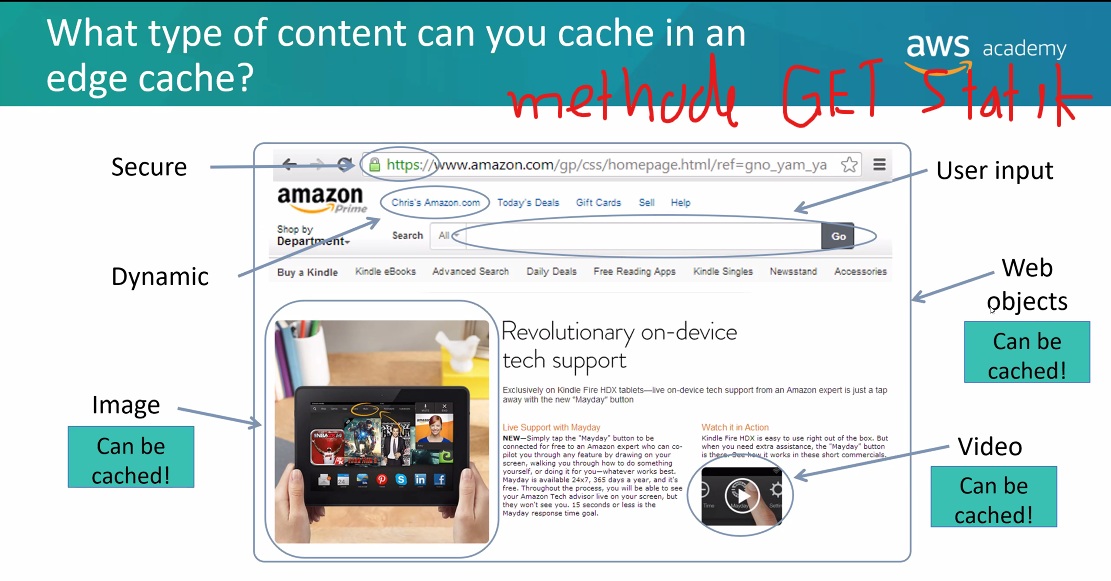 What type of content can you cache in an
edge cache?
aws academy
methode GET Statik
Secure
https://www.amazon.com/gp/css/homepage.html/ref=gno_yam_ya
User input
amazon
Prime
Chris's Amazon.com Today's Deals Gift Cards Sell Help
Shop by
Department
Search All Go
Dynamic
Buy a Kindle Kindle eBooks Advanced Search Daily Deals Free Reading Apps Kindle Singles Newsstand Accessories
Web
objects
Can be
cached!
Revolutionary on-device
tech support
Exclusively on Kindle Fire HDX tablets—live on-device tech support from an Amazon expert is just a tap
away with the new "Mayday" button
Image
Can be
cached!
Live Support with Mayday
NEW—Simply tap the "Mayday" button to be
connected for free to an Amazon expert who can co-
pilot you through any feature by drawing on your
screen, walking you through how to do something
yourself, or doing it for you—whatever works best.
Mayday is available 24x7, 365 days a year, and it's
free. Throughout the process, you will be able to see
your Amazon Tech advisor live on your screen, but
they won't see you. 15 seconds or less is the
Mayday response time goal.
Watch it in Action
Kindle Fire HDX is easy to use right out of the box. But
when you need extra assistance, the "Mayday" button
is there. See how it works in these short commercials.
Video
Can be
cached!